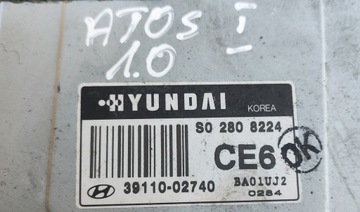 ATOS I
1.0
HYUNDAI KOREA
S0 280 8224
CE6 OK
39110-02740 BA01UJ2
0284